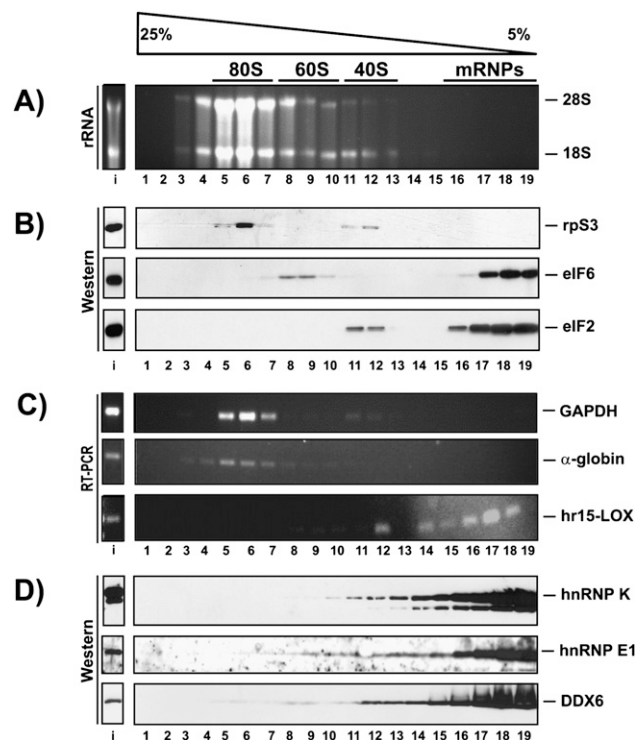 25% 5%
80S 60S 40S mRNPs
A)
rRNA
28S
18S
i 1 2 3 4 5 6 7 8 9 10 11 12 13 14 15 16 17 18 19
B)
Western
rpS3
eIF6
eIF2
i 1 2 3 4 5 6 7 8 9 10 11 12 13 14 15 16 17 18 19
C)
RT-PCR
GAPDH
α-globin
hr15-LOX
i 1 2 3 4 5 6 7 8 9 10 11 12 13 14 15 16 17 18 19
D)
Western
hnRNP K
hnRNP E1
DDX6
i 1 2 3 4 5 6 7 8 9 10 11 12 13 14 15 16 17 18 19